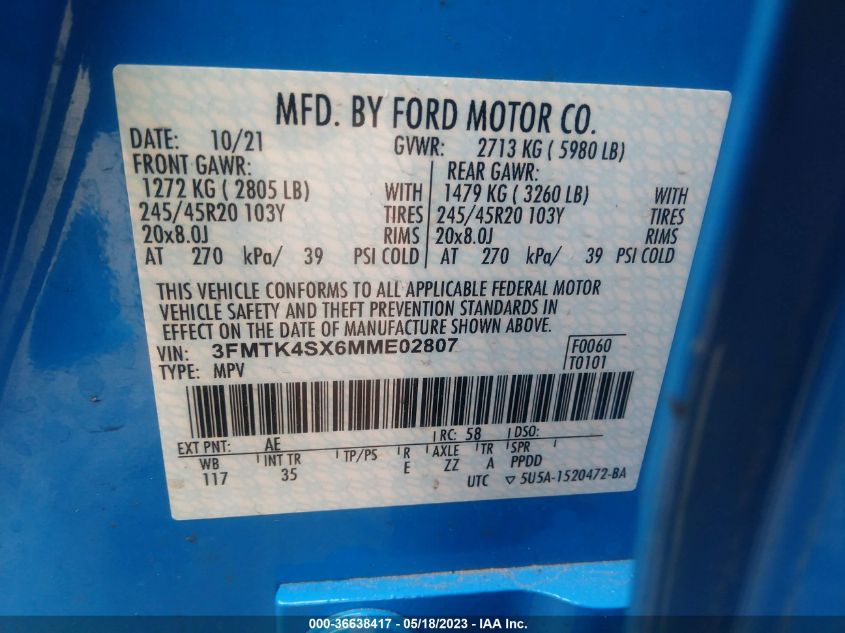 MFD. BY FORD MOTOR CO.
DATE: 10/21 GVWR: 2713 KG ( 5980 LB)
FRONT GAWR: REAR GAWR:
1272 KG ( 2805 LB) WITH 1479 KG ( 3260 LB) WITH
245/45R20 103Y TIRES 245/45R20 103Y TIRES
20x8.0J RIMS 20x8.0J RIMS
AT 270 kPa/ 39 PSI COLD AT 270 kPa/ 39 PSI COLD
THIS VEHICLE CONFORMS TO ALL APPLICABLE FEDERAL MOTOR
VEHICLE SAFETY AND THEFT PREVENTION STANDARDS IN
EFFECT ON THE DATE OF MANUFACTURE SHOWN ABOVE.
VIN: 3FMTK4SX6MME02807 F0060
TYPE: MPV T0101
EXT PNT: AE RC: 58 DSO:
WB INT TR TP/PS R AXLE TR SPR
117 35 E ZZ A PPDD
UTC ▽ 5U5A-1520472-BA
000-36638417 - 05/18/2023 - IAA Inc.